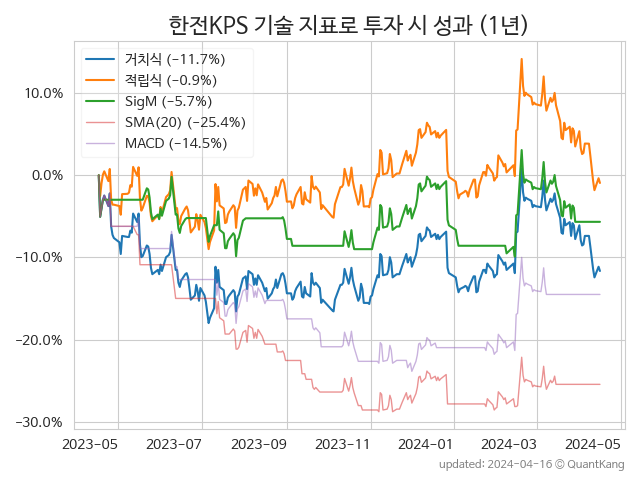 한전KPS 기술 지표로 투자 시 성과 (1년)
거치식 (−11.7%)
적립식 (−0.9%)
SigM (−5.7%)
SMA(20) (−25.4%)
MACD (−14.5%)
10.0%
0.0%
−10.0%
−20.0%
−30.0%
2023-05 2023-07 2023-09 2023-11 2024-01 2024-03 2024-05
updated: 2024-04-16 © QuantKang